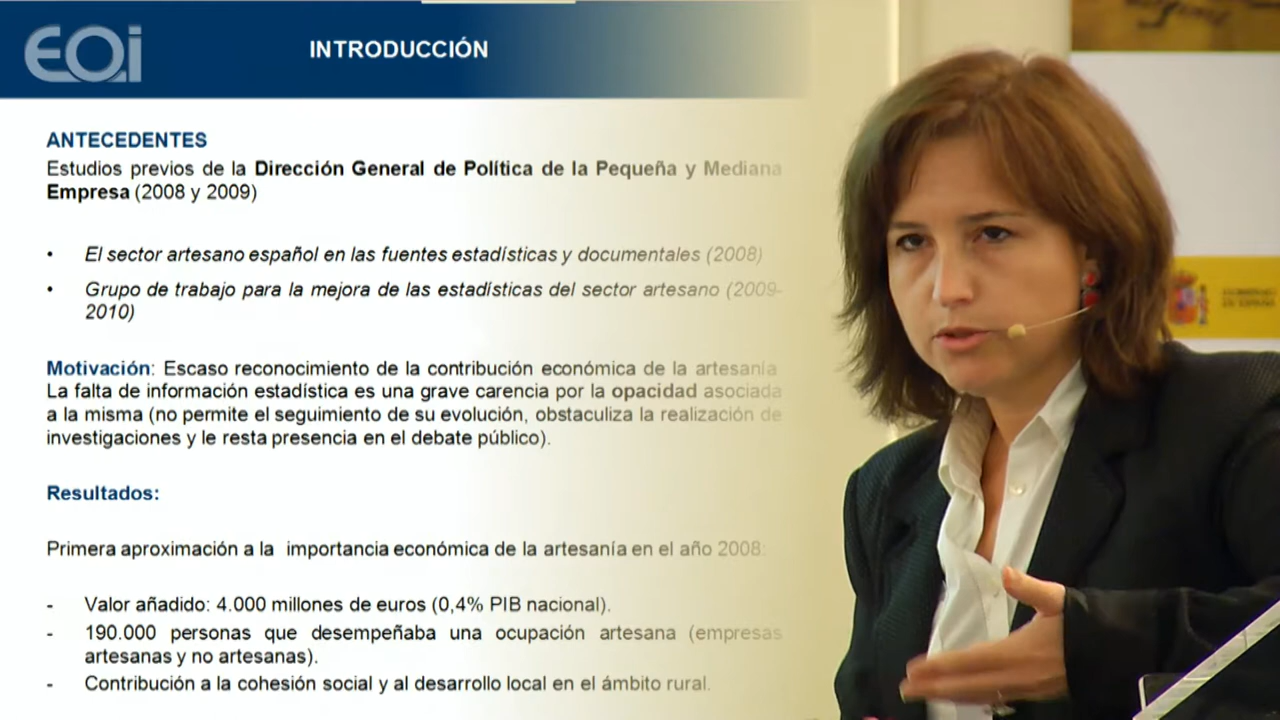 EOi
INTRODUCCIÓN
ANTECEDENTES
Estudios previos de la Dirección General de Política de la Pequeña y Mediana
Empresa (2008 y 2009)
• El sector artesano español en las fuentes estadísticas y documentales (2008)
• Grupo de trabajo para la mejora de las estadísticas del sector artesano (2009-
2010)
Motivación: Escaso reconocimiento de la contribución económica de la artesanía
La falta de información estadística es una grave carencia por la opacidad asociada
a la misma (no permite el seguimiento de su evolución, obstaculiza la realización de
investigaciones y le resta presencia en el debate público).
Resultados:
Primera aproximación a la importancia económica de la artesanía en el año 2008:
- Valor añadido: 4.000 millones de euros (0,4% PIB nacional).
- 190.000 personas que desempeñaba una ocupación artesana (empresas
artesanas y no artesanas).
- Contribución a la cohesión social y al desarrollo local en el ámbito rural.